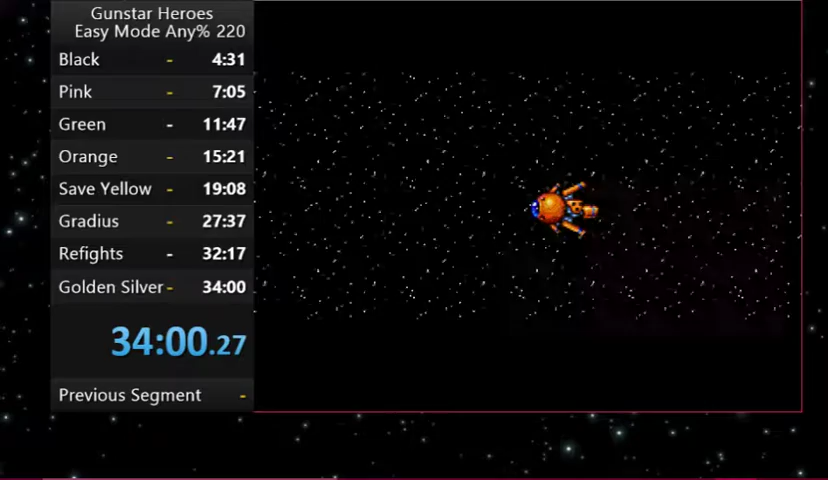 Gunstar Heroes
Easy Mode Any% 220
Black - 4:31
Pink - 7:05
Green - 11:47
Orange - 15:21
Save Yellow - 19:08
Gradius - 27:37
Refights - 32:17
Golden Silver - 34:00
34:00.27
Previous Segment -